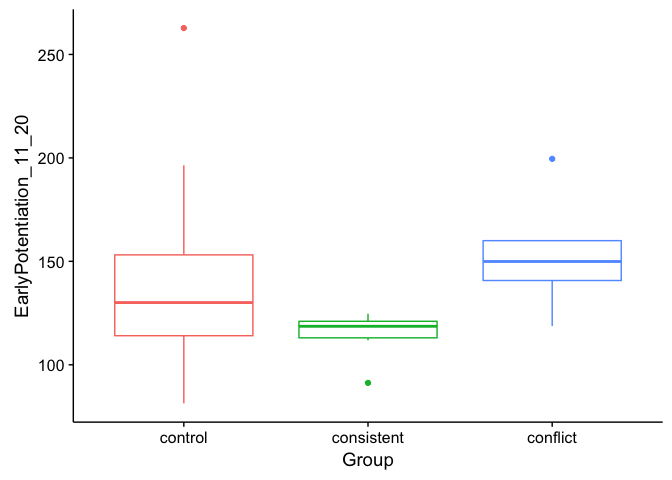 EarlyPotentiation_11_20
250
200
150
100
control
consistent
conflict
Group